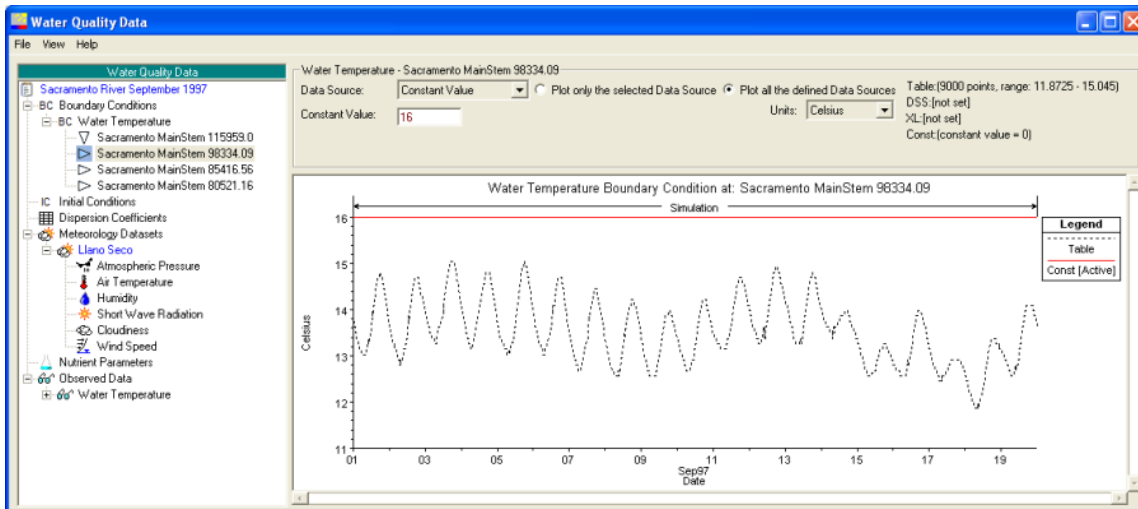 Water Quality Data
File View Help
Water Quality Data
Sacramento River September 1997
BC Boundary Conditions
BC Water Temperature
Sacramento MainStem 115959.0
Sacramento MainStem 98334.09
Sacramento MainStem 85416.56
Sacramento MainStem 80521.16
IC Initial Conditions
Dispersion Coefficients
Meteorology Datasets
Llano Seco
Atmospheric Pressure
Air Temperature
Humidity
Short Wave Radiation
Cloudiness
Wind Speed
Nutrient Parameters
Observed Data
Water Temperature
Water Temperature - Sacramento MainStem 98334.09
Data Source: Constant Value Plot only the selected Data Source Plot all the defined Data Sources
Constant Value: 16 Units: Celsius
Table:(9000 points, range: 11.8725 - 15.045)
DSS:[not set]
XL:[not set]
Const:(constant value = 0)
Water Temperature Boundary Condition at: Sacramento MainStem 98334.09
Simulation
16
15
14
13
12
11
Celsius
01 03 05 07 09 11 13 15 17 19
Sep97
Date
Legend
Table
Const [Active]